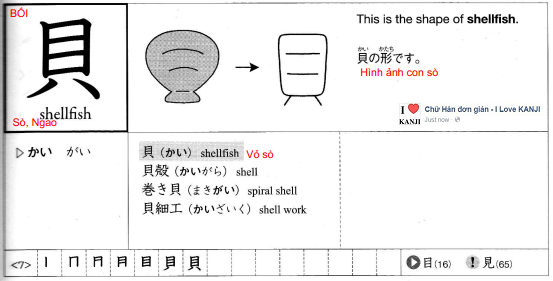 BỐI
貝
shellfish
Sò, Ngao
This is the shape of shellfish.
かい かたち
貝の形です。
Hình ảnh con sò
I ❤ KANJI
Chữ Hán đơn giản - I Love KANJI
Just now
▷ かい がい
貝（かい）shellfish Vỏ sò
貝殻（かいがら）shell
巻き貝（まきがい）spiral shell
貝細工（かいざいく）shell work
<7> 丨 冂 月 月 目 貝 貝
目(16) 見(65)